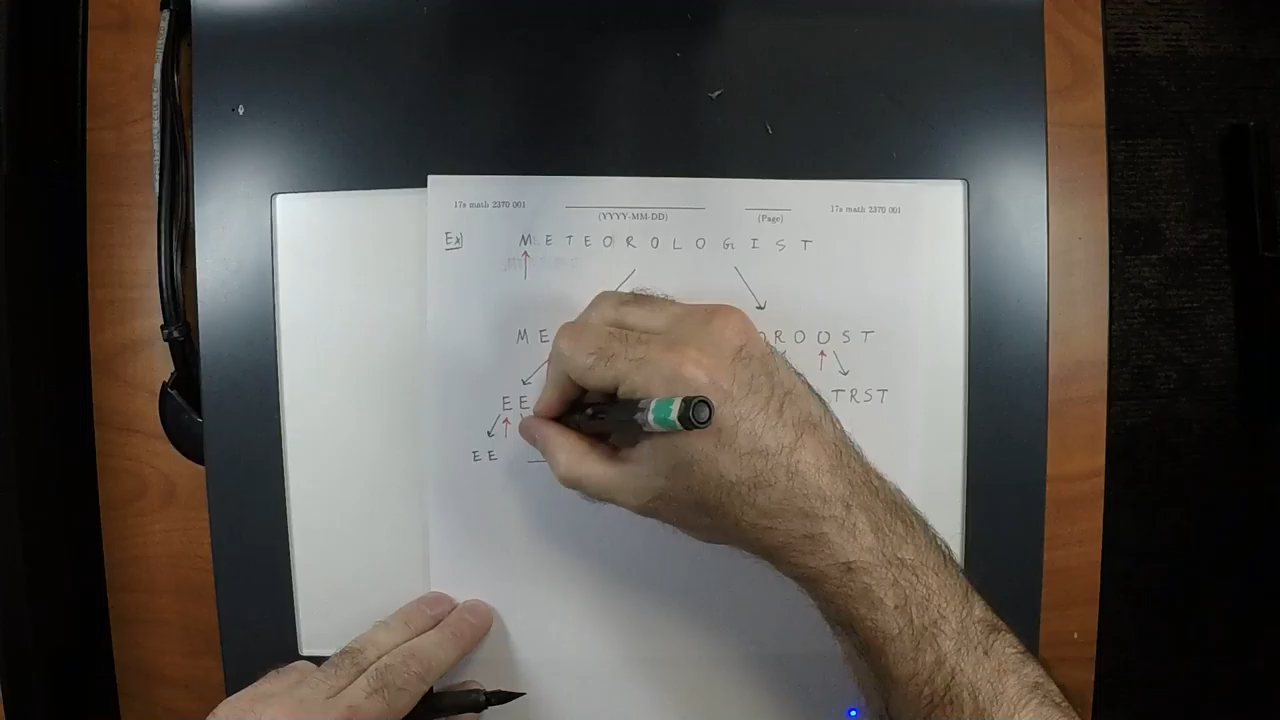 17s math 2370 001 (YYYY-MM-DD) (Page) 17s math 2370 001
Ex) M E T E O R O L O G I S T
M E O R O O S T
E E T R S T
E E